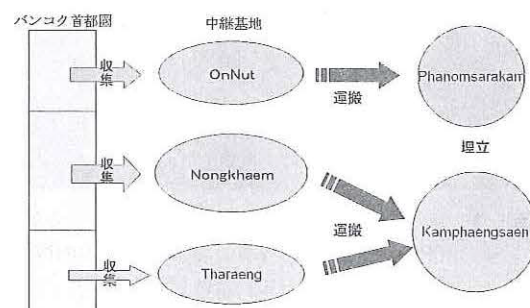 バンコク首都圏
中継基地
収集
OnNut
運搬
Phanomsarakam
埋立
収集
Nongkhaem
運搬
Kamphaengsaen
収集
Tharaeng